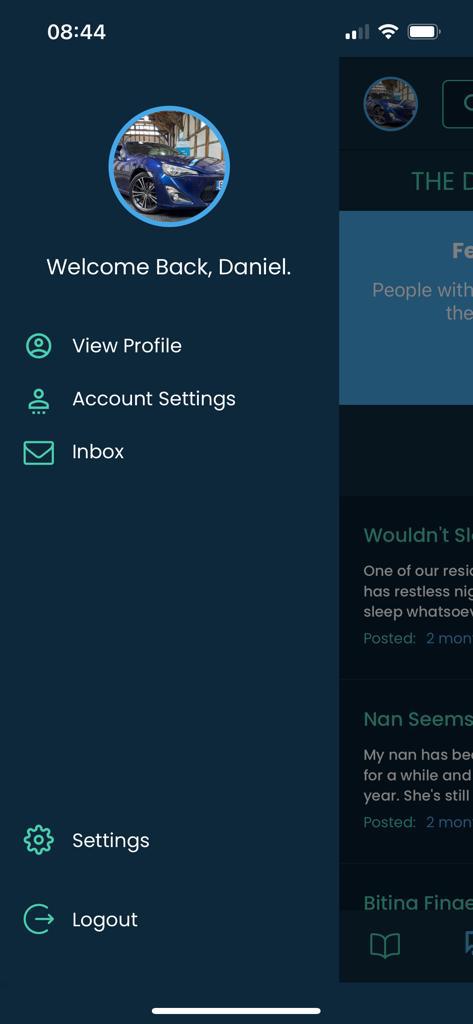 08:44
Welcome Back, Daniel.
View Profile
Account Settings
Inbox
Settings
Logout
THE D
Fe
People with
the
Wouldn't Sl
One of our resi
has restless nig
sleep whatsoev
Posted: 2 mon
Nan Seems
My nan has bee
for a while and
year. She's still
Posted: 2 mon
Biting Finge